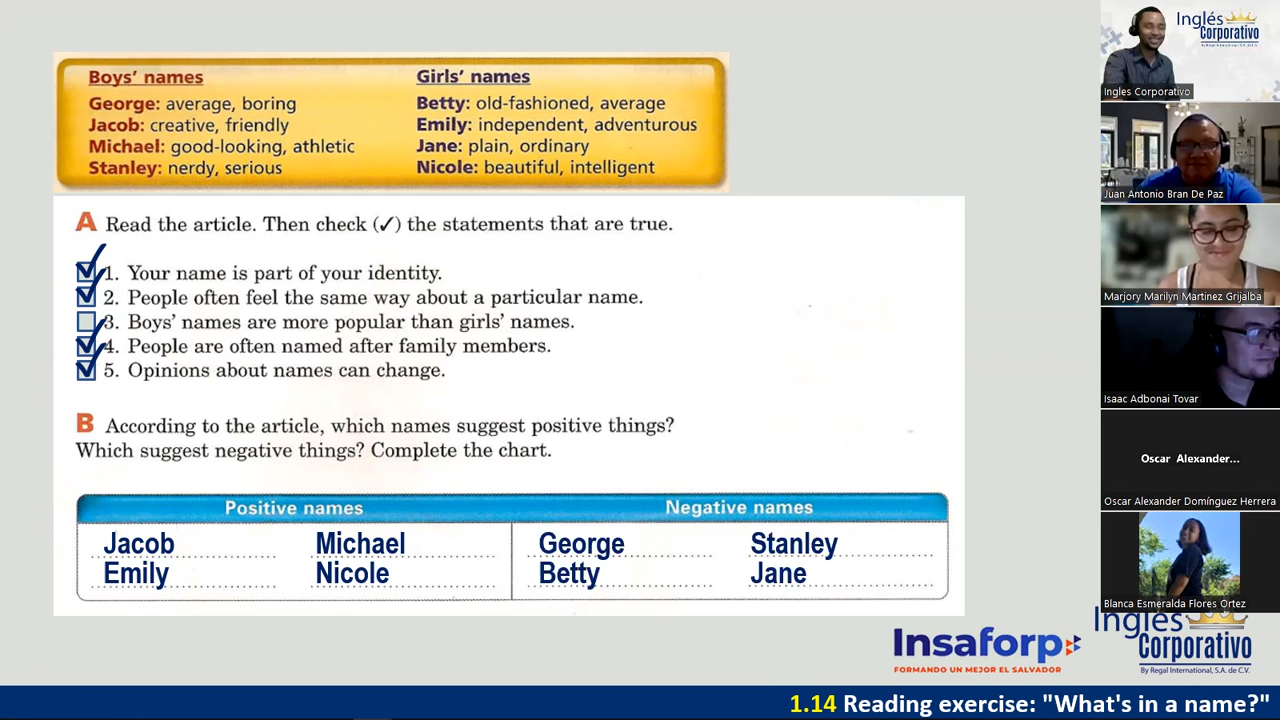 Boys' names
George: average, boring
Jacob: creative, friendly
Michael: good-looking, athletic
Stanley: nerdy, serious
Girls' names
Betty: old-fashioned, average
Emily: independent, adventurous
Jane: plain, ordinary
Nicole: beautiful, intelligent
A Read the article. Then check (✓) the statements that are true.
1. Your name is part of your identity.
2. People often feel the same way about a particular name.
3. Boys' names are more popular than girls' names.
4. People are often named after family members.
5. Opinions about names can change.
B According to the article, which names suggest positive things?
Which suggest negative things? Complete the chart.
Positive names
Negative names
Jacob Michael George Stanley
Emily Nicole Betty Jane
Insaforp
FORMANDO UN MEJOR EL SALVADOR
Inglés
Corporativo
By Regal International, S.A. de C.V.
1.14 Reading exercise: "What's in a name?"
Inglés
Corporativo
By Regal International, S.A. de C.V.
Ingles Corporativo
Juan Antonio Bran De Paz
Marjory Marilyn Martinez Grijalba
Isaac Adbonai Tovar
Oscar Alexander...
Oscar Alexander Domínguez Herrera
Blanca Esmeralda Flores Ortez